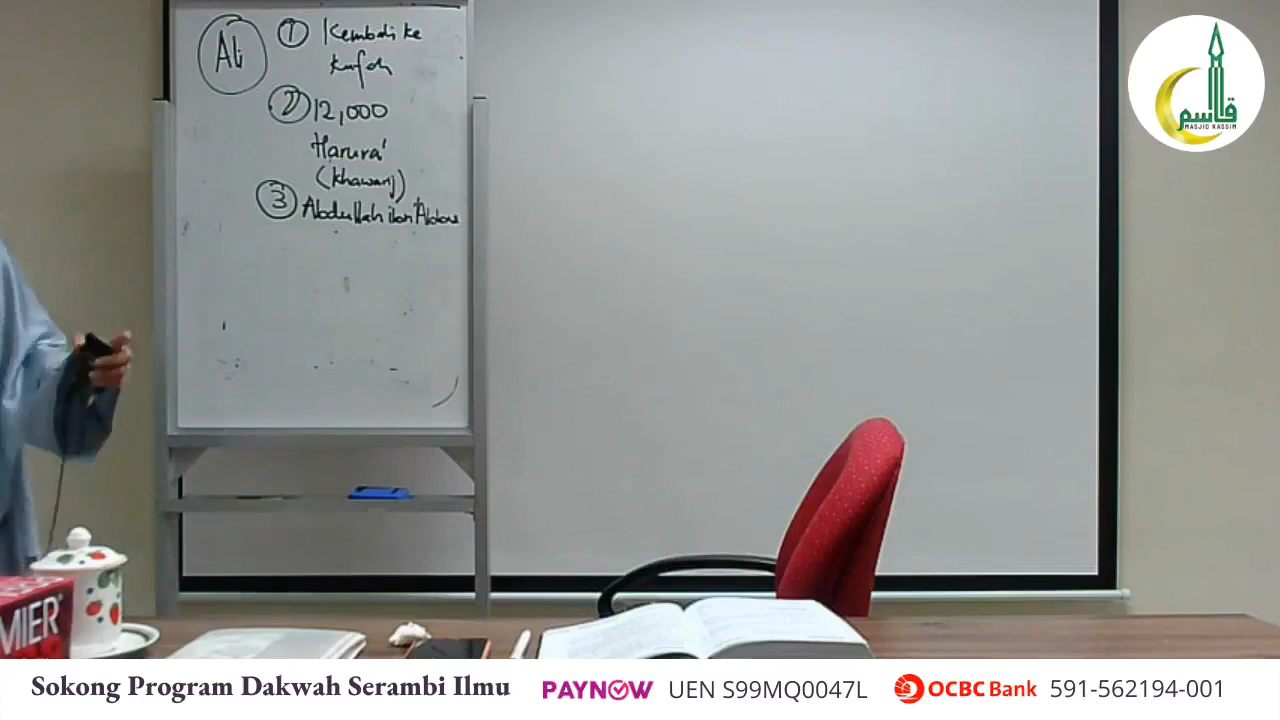 Ali
① Kembali ke
Kufah
② 12,000
Harura'
(Khawarij)
③ Abdullah ibn 'Abbas
قاسم
MASJID KASSIM
MIER®
Sokong Program Dakwah Serambi Ilmu
PAYNOW UEN S99MQ0047L
OCBC Bank 591-562194-001